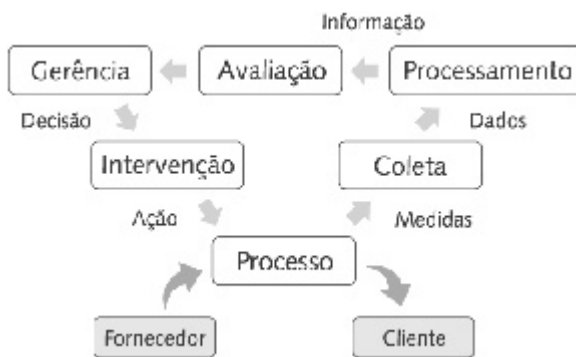 Informação
Gerência
Avaliação
Processamento
Decisão
Dados
Intervenção
Coleta
Ação
Medidas
Processo
Fornecedor
Cliente